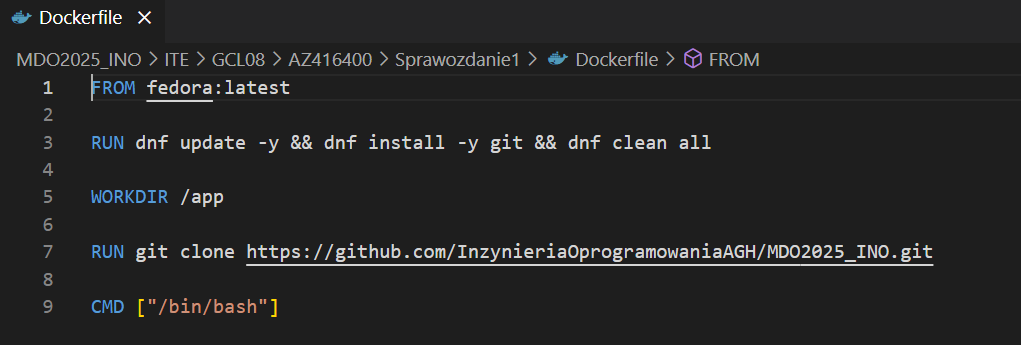 Dockerfile ×
MDO2025_INO > ITE > GCL08 > AZ416400 > Sprawozdanie1 > Dockerfile > FROM
1 FROM fedora:latest
2
3 RUN dnf update -y && dnf install -y git && dnf clean all
4
5 WORKDIR /app
6
7 RUN git clone https://github.com/InzynieriaOprogramowaniaAGH/MDO2025_INO.git
8
9 CMD ["/bin/bash"]